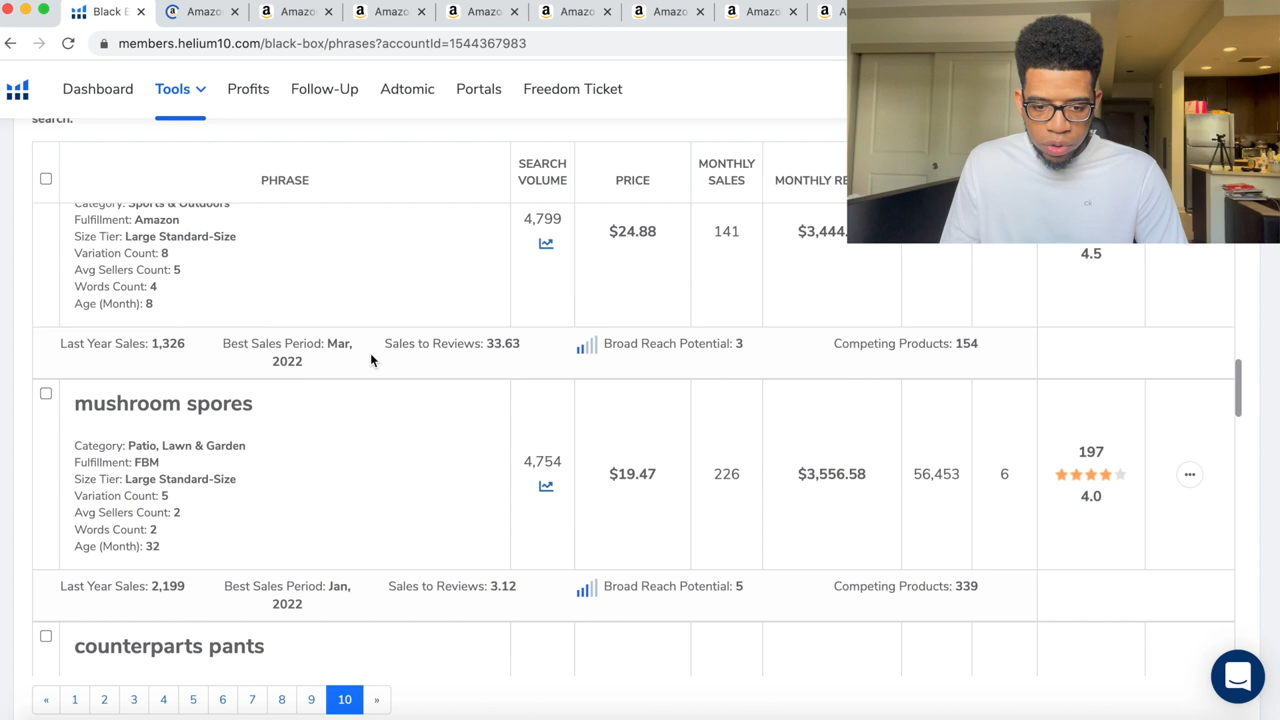 Black E
Amazo
Amazo
Amazo
Amazo
Amazo
Amazo
Amazo
A
members.helium10.com/black-box/phrases?accountId=1544367983
Dashboard Tools Profits Follow-Up Adtomic Portals Freedom Ticket
search.
PHRASE
SEARCH
VOLUME
PRICE
MONTHLY
SALES
MONTHLY RE
Category: Sports & Outdoors
Fulfillment: Amazon
Size Tier: Large Standard-Size
Variation Count: 8
Avg Sellers Count: 5
Words Count: 4
Age (Month): 8
4,799
$24.88
141
$3,444.
4.5
Last Year Sales: 1,326
Best Sales Period: Mar,
2022
Sales to Reviews: 33.63
Broad Reach Potential: 3
Competing Products: 154
mushroom spores
Category: Patio, Lawn & Garden
Fulfillment: FBM
Size Tier: Large Standard-Size
Variation Count: 5
Avg Sellers Count: 2
Words Count: 2
Age (Month): 32
4,754
$19.47
226
$3,556.58
56,453
6
197
4.0
Last Year Sales: 2,199
Best Sales Period: Jan,
2022
Sales to Reviews: 3.12
Broad Reach Potential: 5
Competing Products: 339
counterparts pants
« 1 2 3 4 5 6 7 8 9 10 »